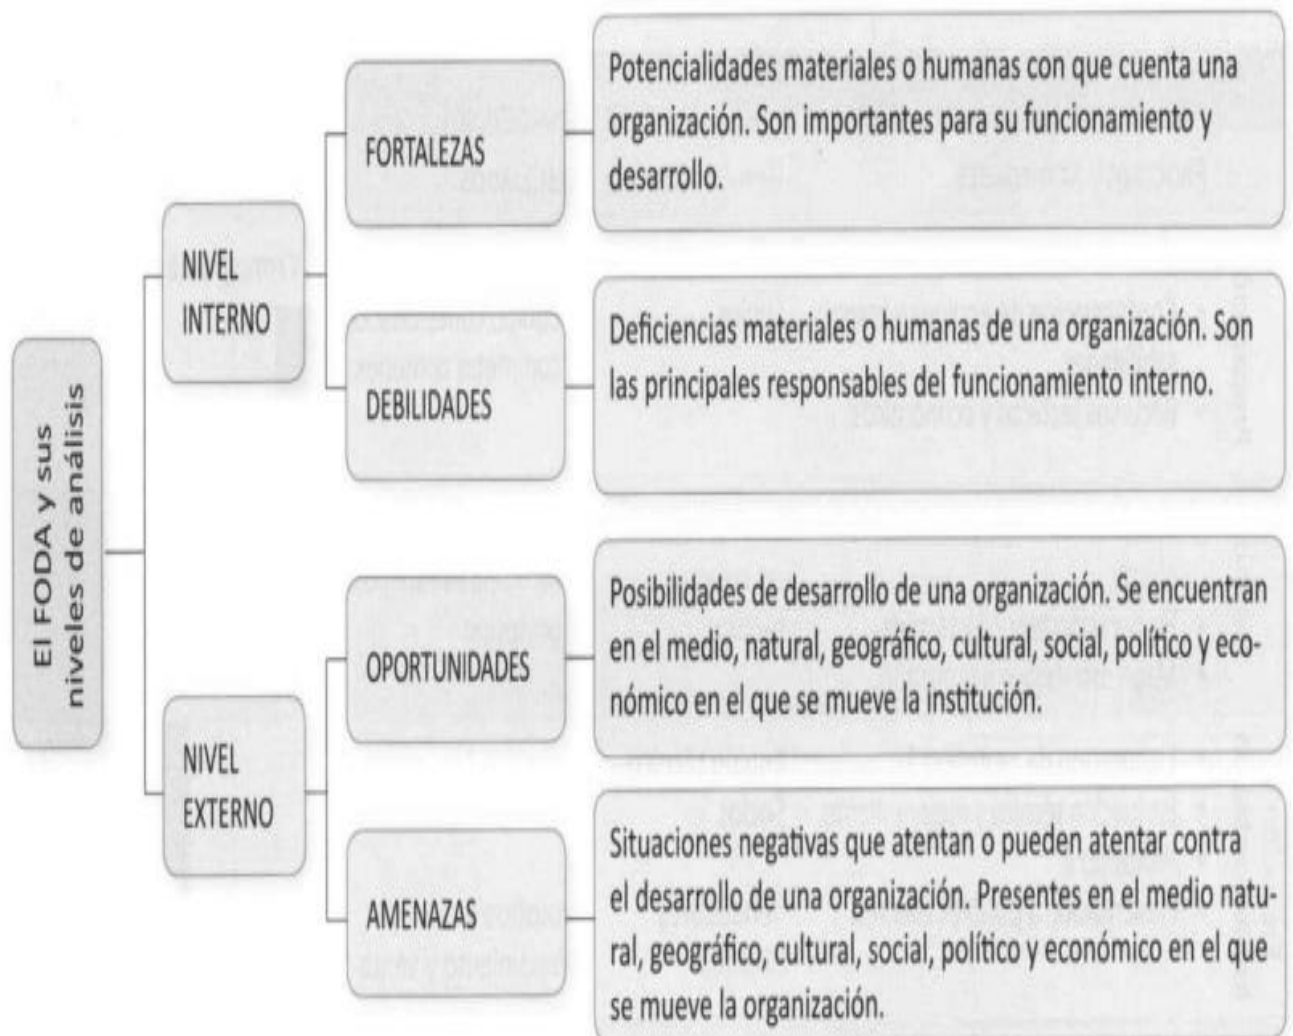 El FODA y sus
niveles de análisis
NIVEL
INTERNO
FORTALEZAS
Potencialidades materiales o humanas con que cuenta una
organización. Son importantes para su funcionamiento y
desarrollo.
DEBILIDADES
Deficiencias materiales o humanas de una organización. Son
las principales responsables del funcionamiento interno.
NIVEL
EXTERNO
OPORTUNIDADES
Posibilidades de desarrollo de una organización. Se encuentran
en el medio, natural, geográfico, cultural, social, político y eco-
nómico en el que se mueve la institución.
AMENAZAS
Situaciones negativas que atentan o pueden atentar contra
el desarrollo de una organización. Presentes en el medio natu-
ral, geográfico, cultural, social, político y económico en el que
se mueve la organización.